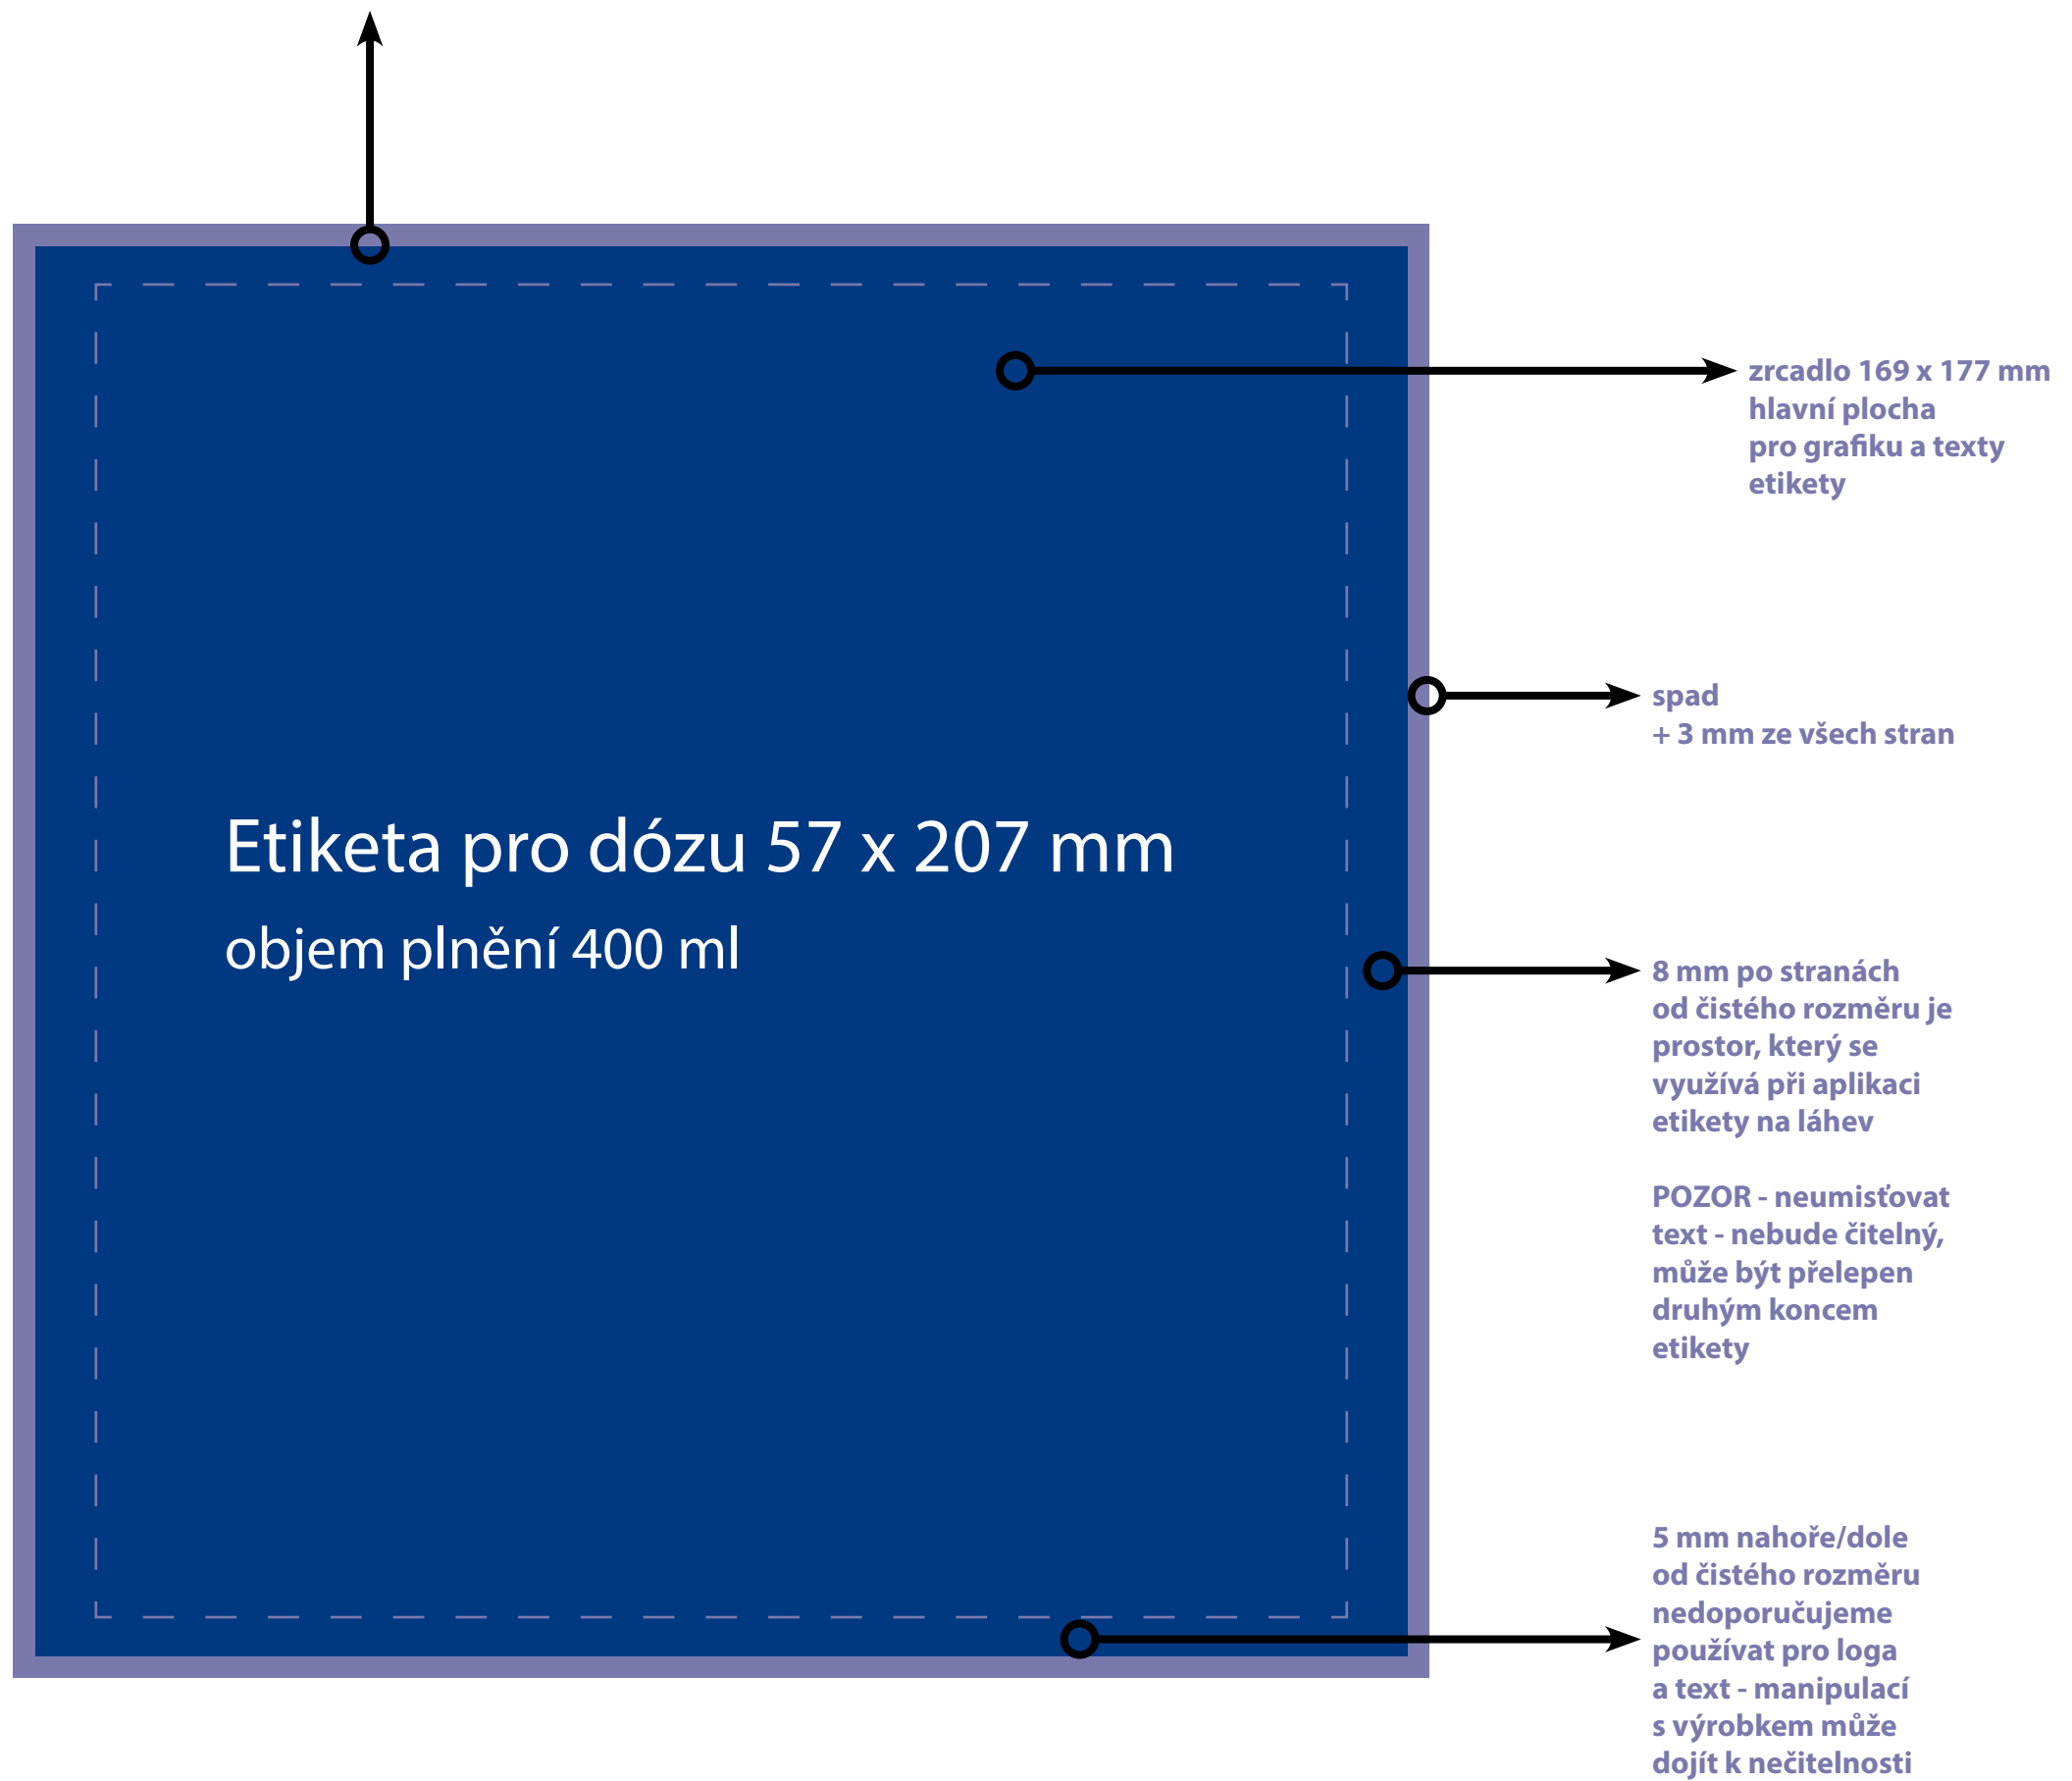 zrcadlo 169 x 177 mm
hlavní plocha
pro grafiku a texty
etikety
spad
+ 3 mm ze všech stran
Etiketa pro dózu 57 x 207 mm
objem plnění 400 ml
8 mm po stranách
od čistého rozměru je
prostor, který se
využívá při aplikaci
etikety na láhev
POZOR - neumisťovat
text - nebude čitelný,
může být přelepen
druhým koncem
etikety
5 mm nahoře/dole
od čistého rozměru
nedoporučujeme
používat pro loga
a text - manipulací
s výrobkem může
dojít k nečitelnosti